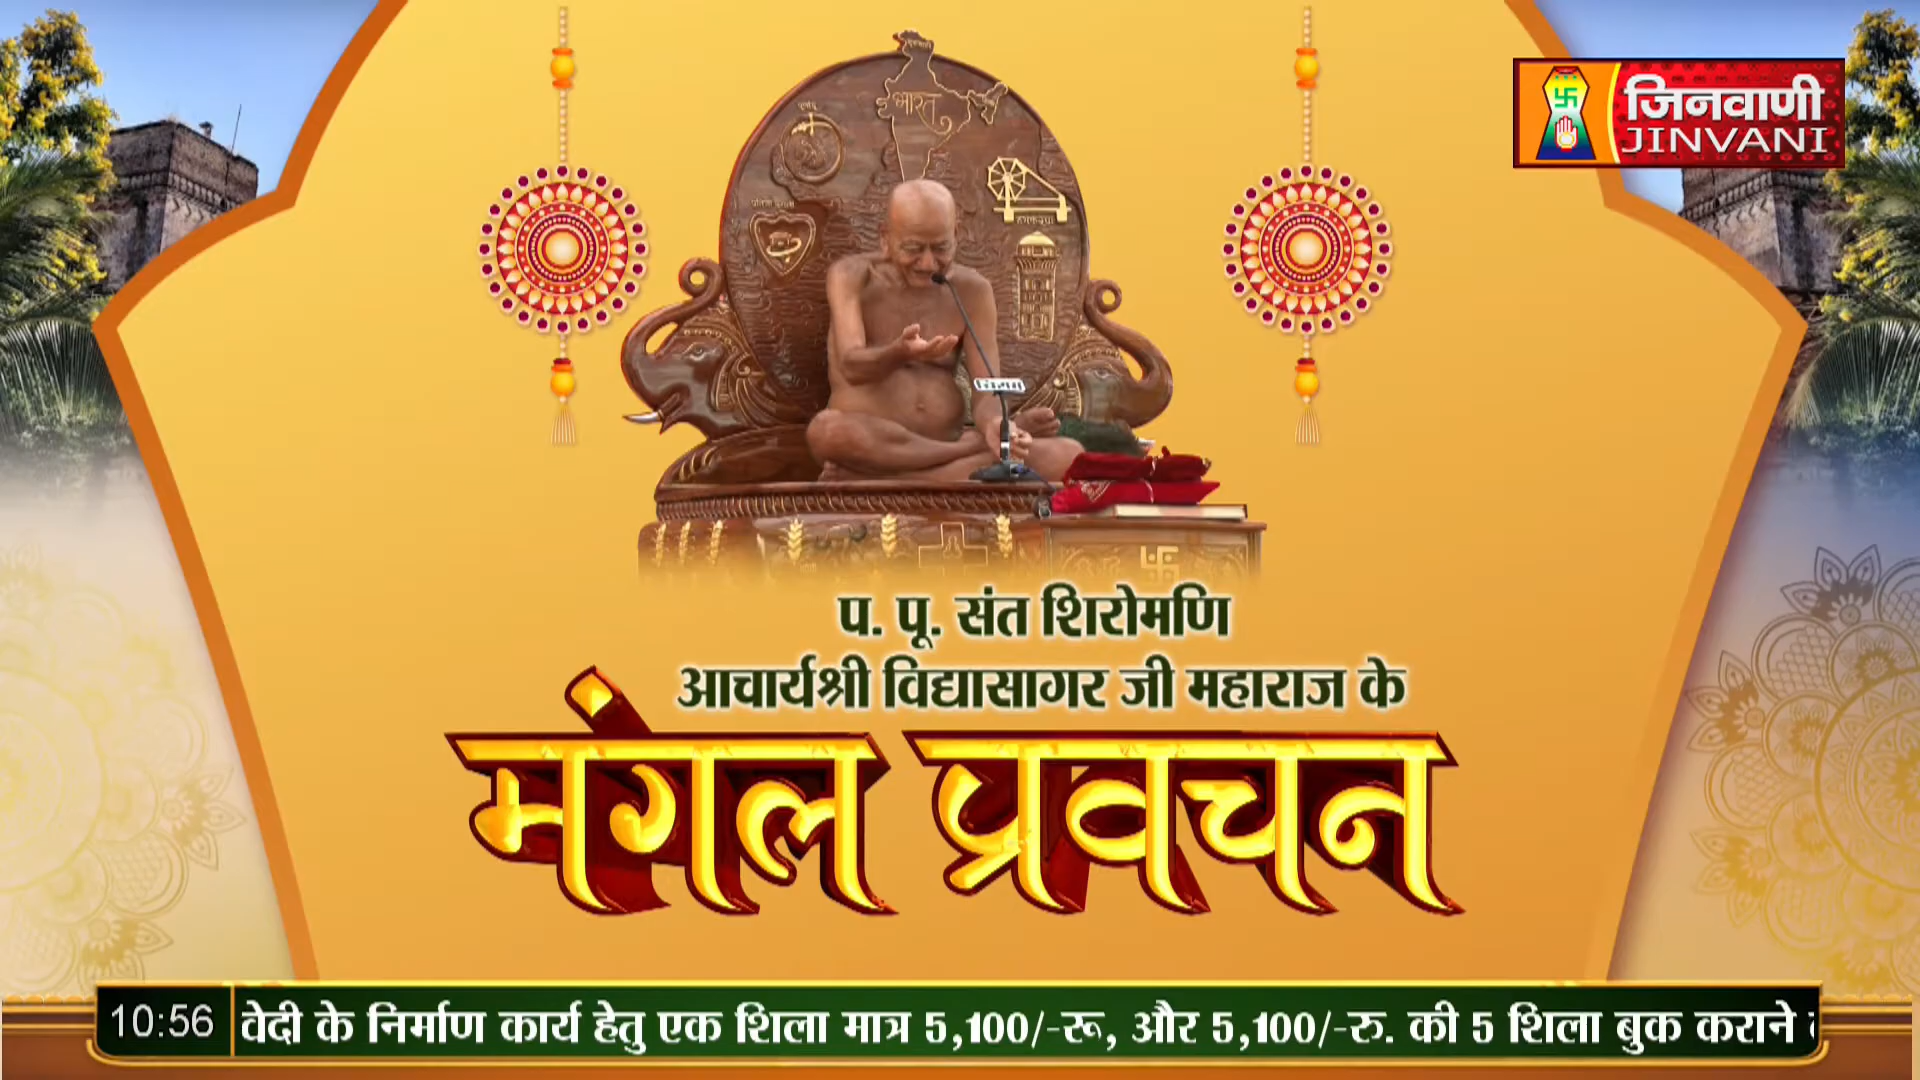 भारत
जिनवाणी
JINVANI
प. पू. संत शिरोमणि
आचार्यश्री विद्यासागर जी महाराज के
मंगल प्रवचन
10:56 वेदी के निर्माण कार्य हेतु एक शिला मात्र 5,100/-रू, और 5,100/-रु. की 5 शिला बुक कराने